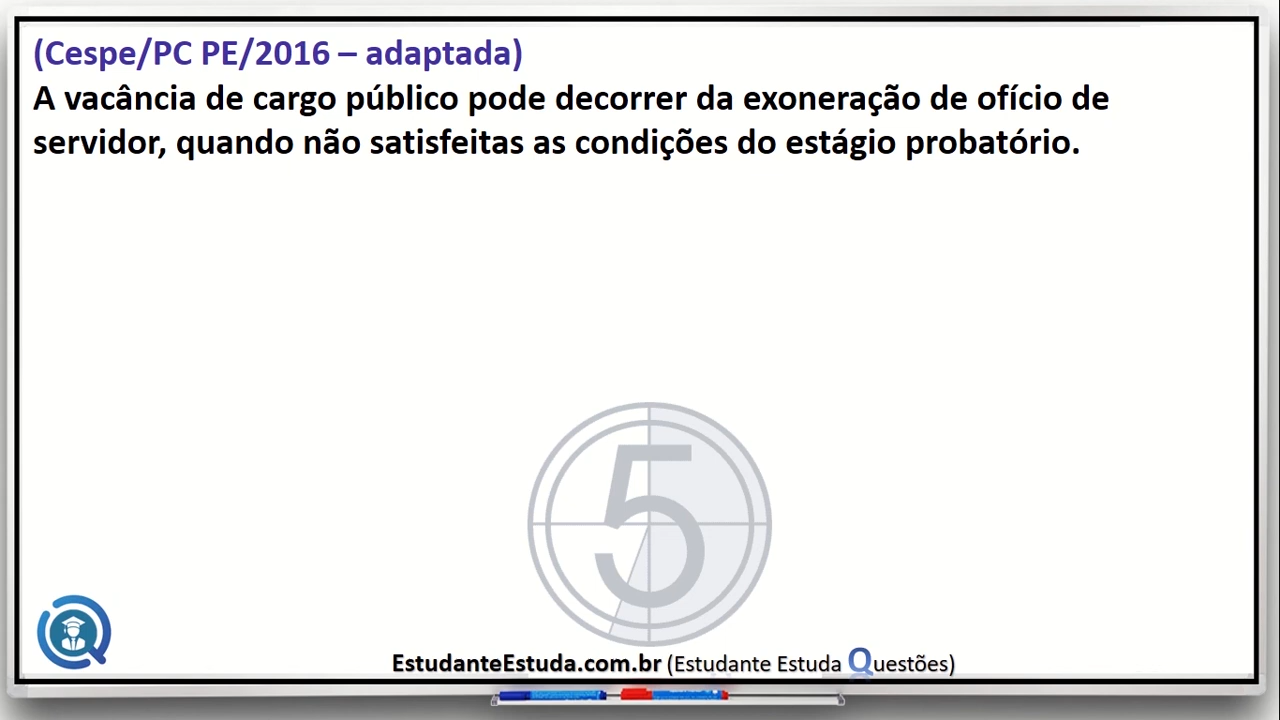 (Cespe/PC PE/2016 – adaptada)
A vacância de cargo público pode decorrer da exoneração de ofício de
servidor, quando não satisfeitas as condições do estágio probatório.
5
EstudanteEstuda.com.br (Estudante Estuda Questões)